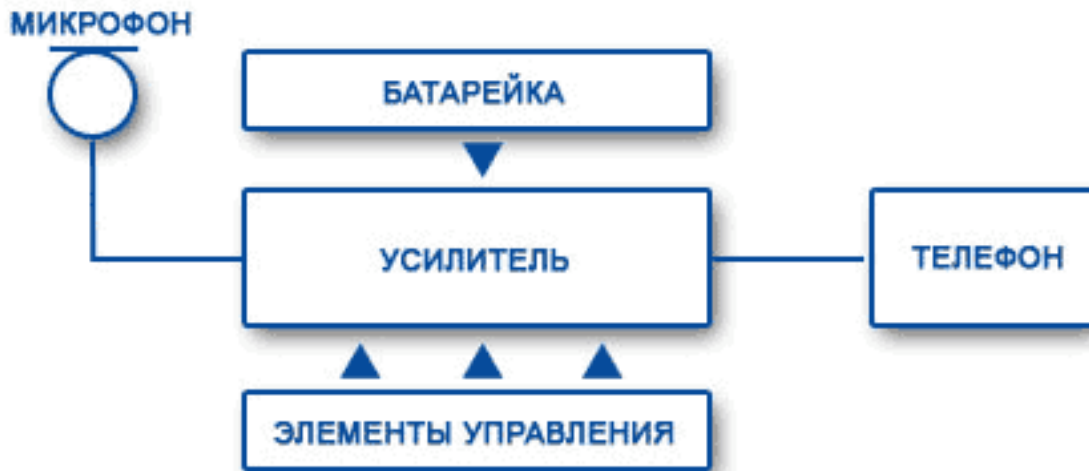 МИКРОФОН
БАТАРЕЙКА
УСИЛИТЕЛЬ
ТЕЛЕФОН
ЭЛЕМЕНТЫ УПРАВЛЕНИЯ